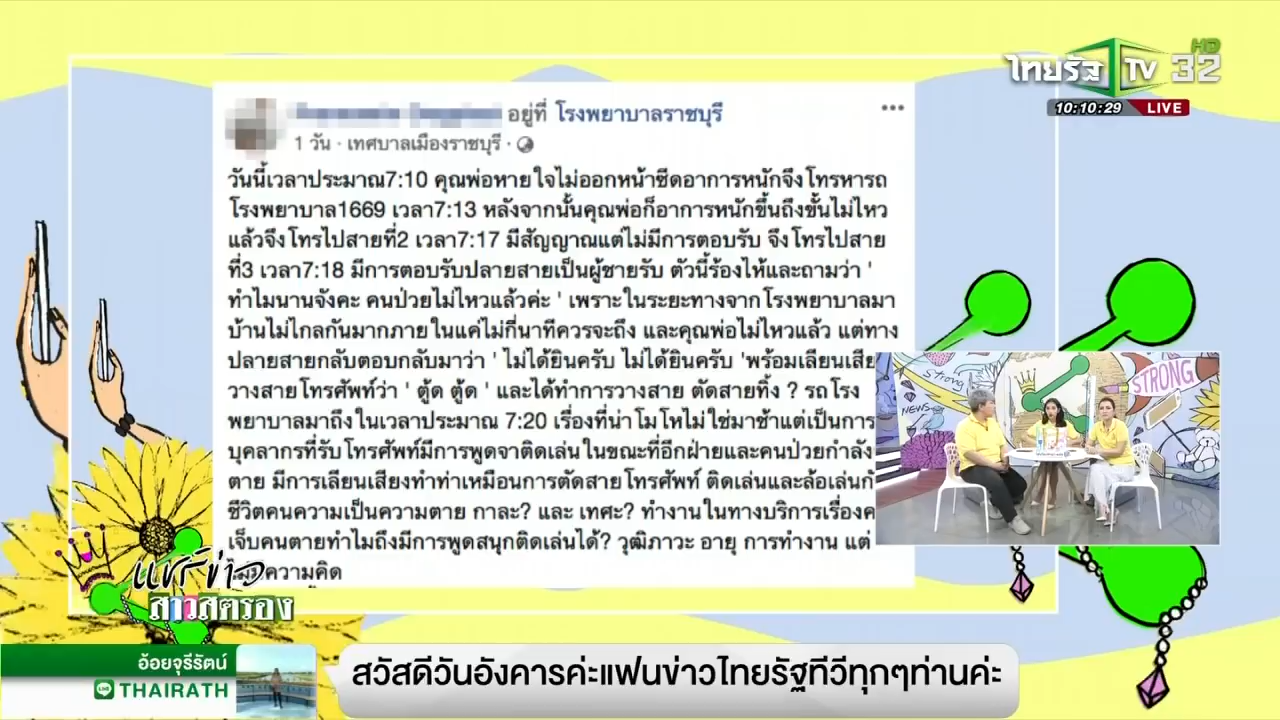 ไทยรัฐ TV 32 HD
10:10:29 LIVE
อยู่ที่ โรงพยาบาลราชบุรี
1 วัน · เทศบาลเมืองราชบุรี ·
วันนี้เวลาประมาณ7:10 คุณพ่อหายใจไม่ออกหน้าซีดอาการหนักจึงโทรหารถ
โรงพยาบาล1669 เวลา7:13 หลังจากนั้นคุณพ่อก็อาการหนักขึ้นถึงขั้นไม่ไหว
แล้วจึงโทรไปสายที่2 เวลา7:17 มีสัญญาณแต่ไม่มีการตอบรับ จึงโทรไปสาย
ที่3 เวลา7:18 มีการตอบรับปลายสายเป็นผู้ชายรับ ตัวนี้ร้องไห้และถามว่า '
ทำไมนานจังคะ คนป่วยไม่ไหวแล้วค่ะ ' เพราะในระยะทางจากโรงพยาบาลมา
บ้านไม่ไกลกันมากภายในแค่ไม่กี่นาทีควรจะถึง และคุณพ่อไม่ไหวแล้ว แต่ทาง
ปลายสายกลับตอบกลับมาว่า ' ไม่ได้ยินครับ ไม่ได้ยินครับ 'พร้อมเลียนเสีย
วางสายโทรศัพท์ว่า ' ตู้ด ตู้ด ' และได้ทำการวางสาย ตัดสายทิ้ง ? รถโรง
พยาบาลมาถึงในเวลาประมาณ 7:20 เรื่องที่น่าโมโหไม่ใช่มาช้าแต่เป็นการ
บุคลากรที่รับโทรศัพท์มีการพูดจาติดเล่นในขณะที่อีกฝ่ายและคนป่วยกำลัง
ตาย มีการเลียนเสียงทำท่าเหมือนการตัดสายโทรศัพท์ ติดเล่นและล้อเล่นกั
ชีวิตคนความเป็นความตาย กาละ? และ เทศะ? ทำงานในทางบริการเรื่องค
เจ็บคนตายทำไมถึงมีการพูดสนุกติดเล่นได้? วุฒิภาวะ อายุ การทำงาน แต่
ไม่มีความคิด
Strong
STRONG
NEWS
แชร์ข่าว
สาวสตรอง
อ้อยจุรีรัตน์
LINE THAIRATH
สวัสดีวันอังคารค่ะแฟนข่าวไทยรัฐทีวีทุกๆท่านค่ะ